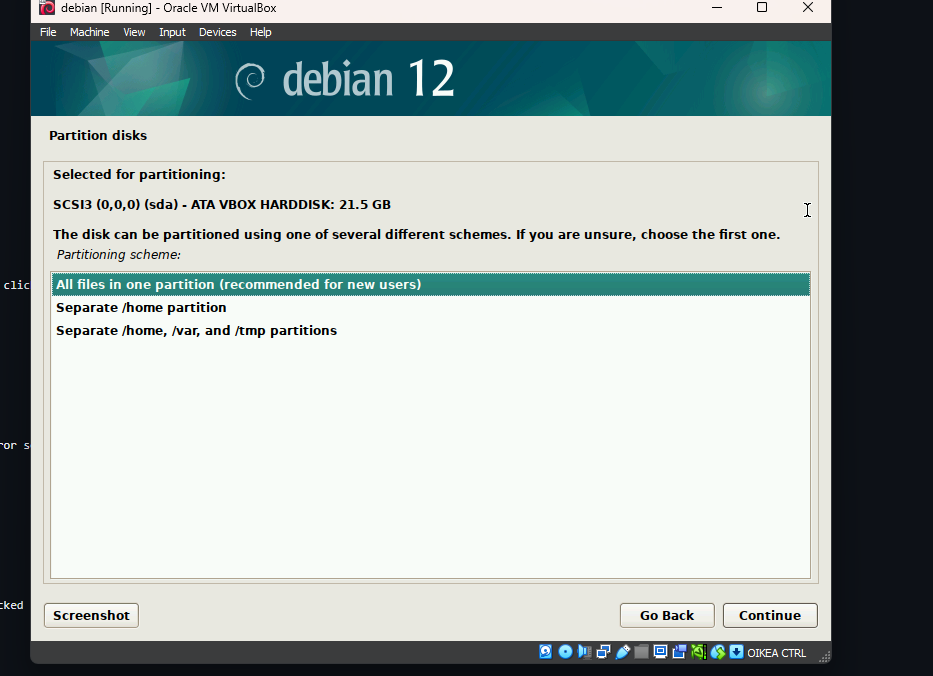 debian [Running] - Oracle VM VirtualBox
File Machine View Input Devices Help
debian 12
Partition disks
Selected for partitioning:
SCSI3 (0,0,0) (sda) - ATA VBOX HARDDISK: 21.5 GB
The disk can be partitioned using one of several different schemes. If you are unsure, choose the first one.
Partitioning scheme:
clic
All files in one partition (recommended for new users)
Separate /home partition
Separate /home, /var, and /tmp partitions
ror s
cked
Screenshot
Go Back
Continue
OIKEA CTRL